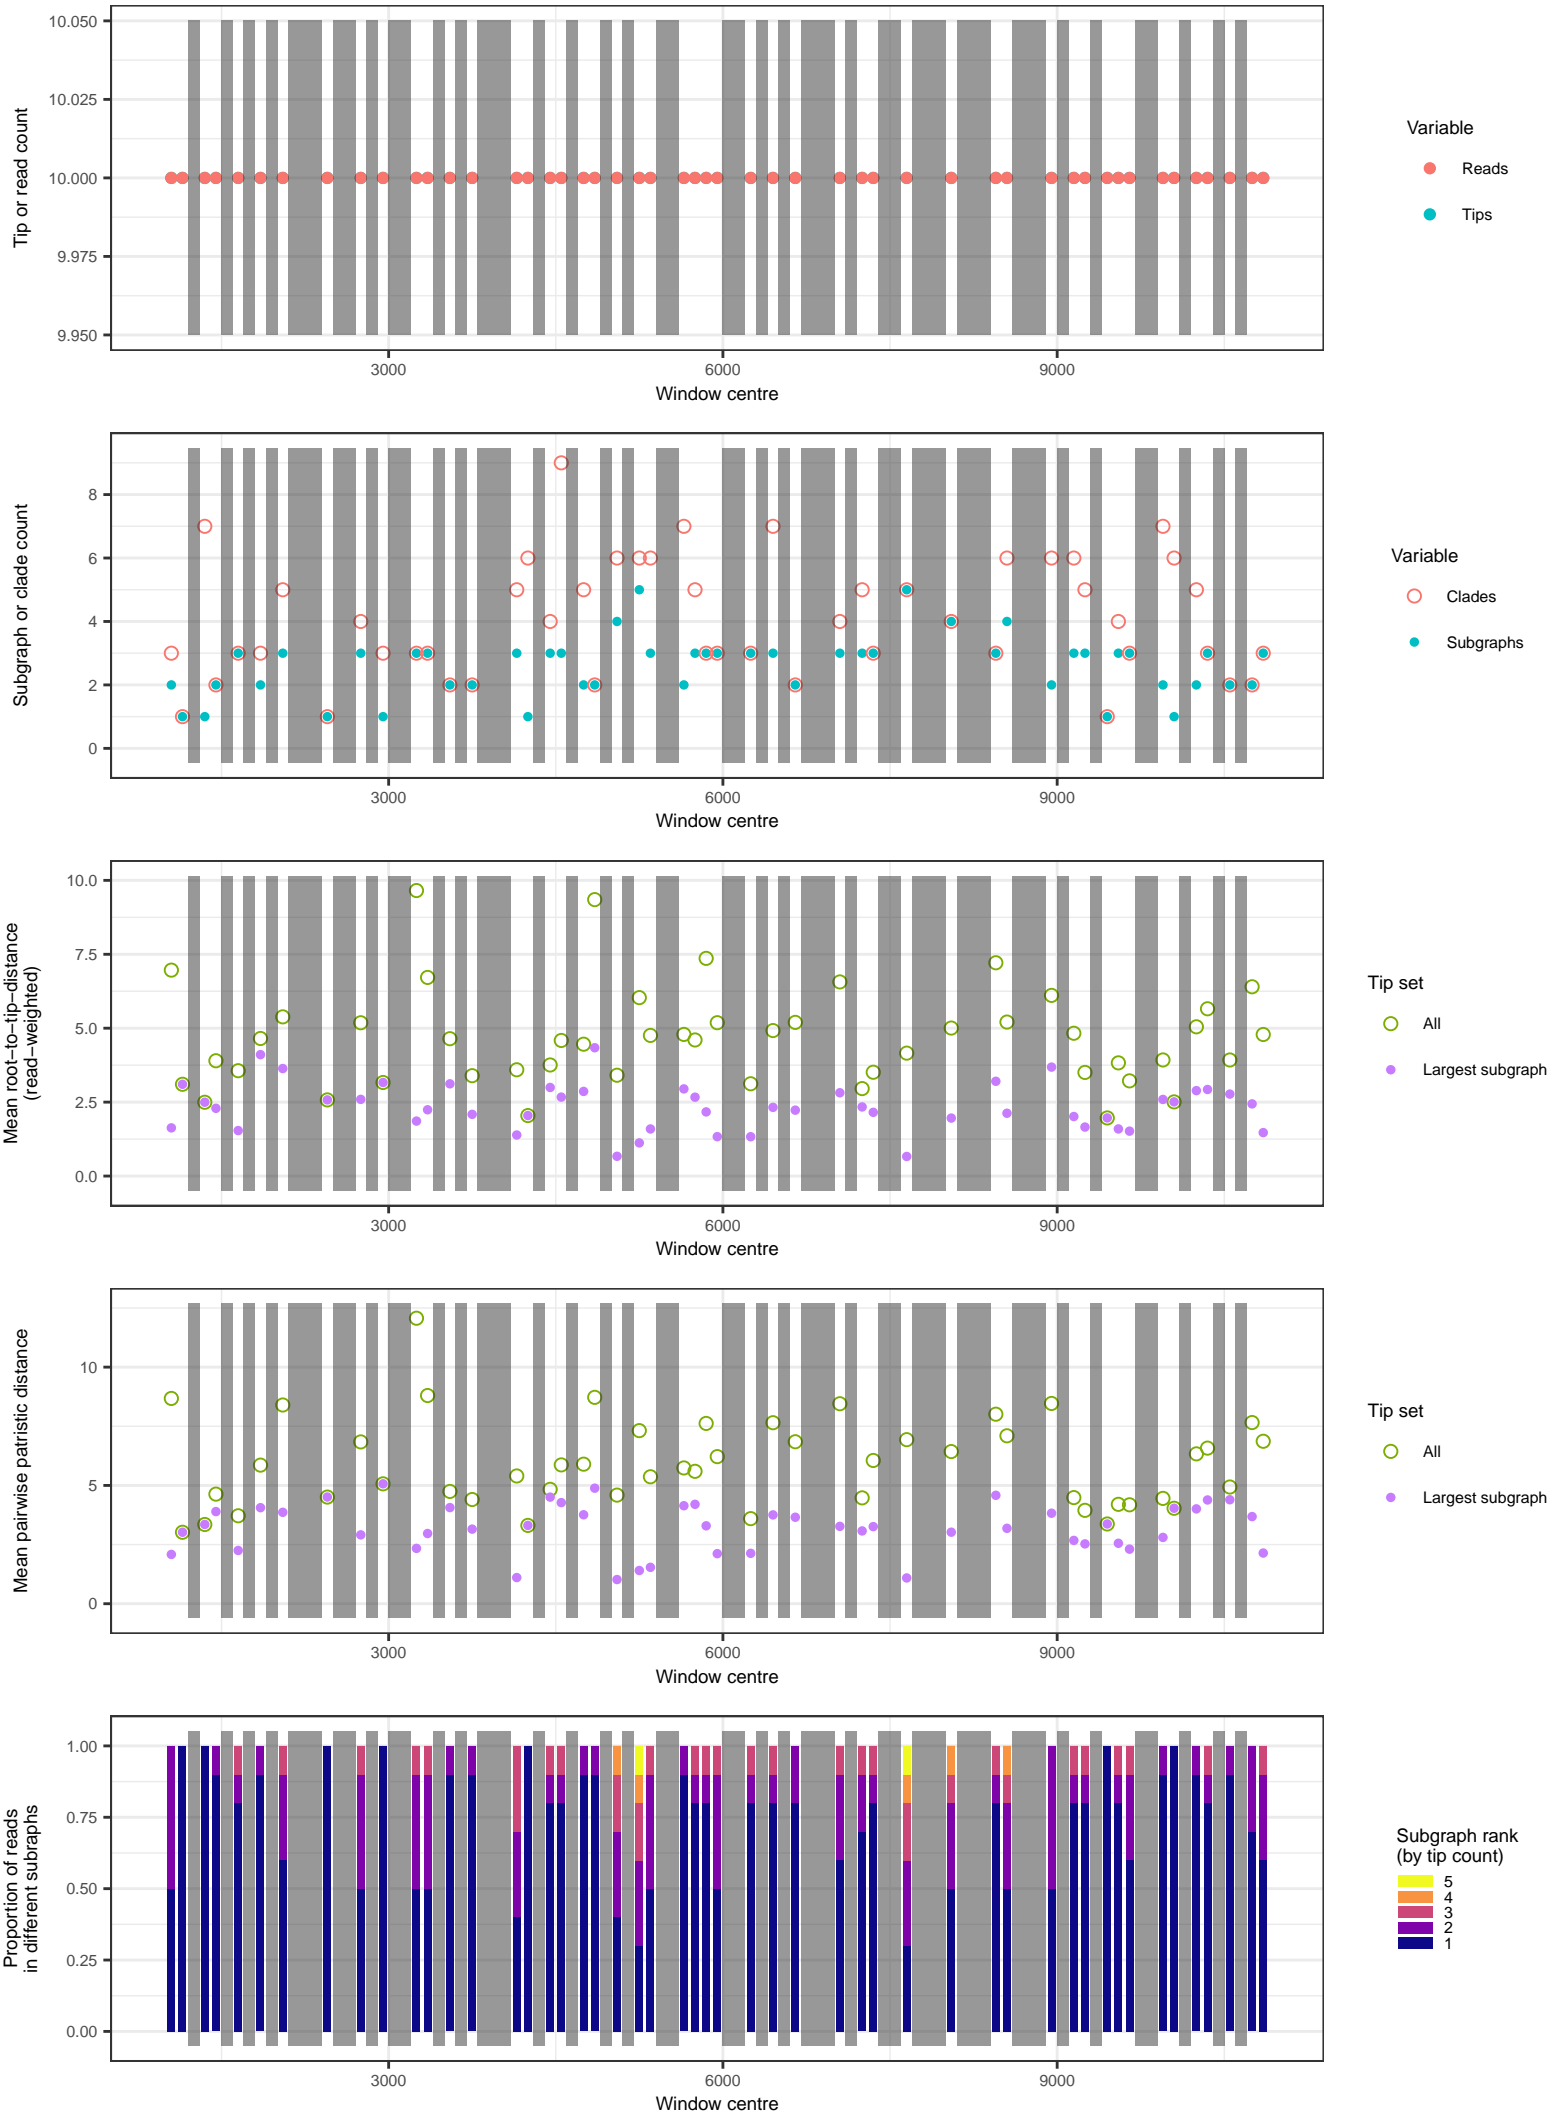 10.050
10.025
10.000
9.975
9.950
Tip or read count
3000
6000
9000
Window centre
Variable
Reads
Tips
8
6
4
2
0
Subgraph or clade count
3000
6000
9000
Window centre
Variable
Clades
Subgraphs
10.0
7.5
5.0
2.5
0.0
Mean root−to−tip−distance
(read−weighted)
3000
6000
9000
Window centre
Tip set
All
Largest subgraph
10
5
0
Mean pairwise patristic distance
3000
6000
9000
Window centre
Tip set
All
Largest subgraph
1.00
0.75
0.50
0.25
0.00
Proportion of reads
in different subraphs
3000
6000
9000
Window centre
Subgraph rank
(by tip count)
5
4
3
2
1